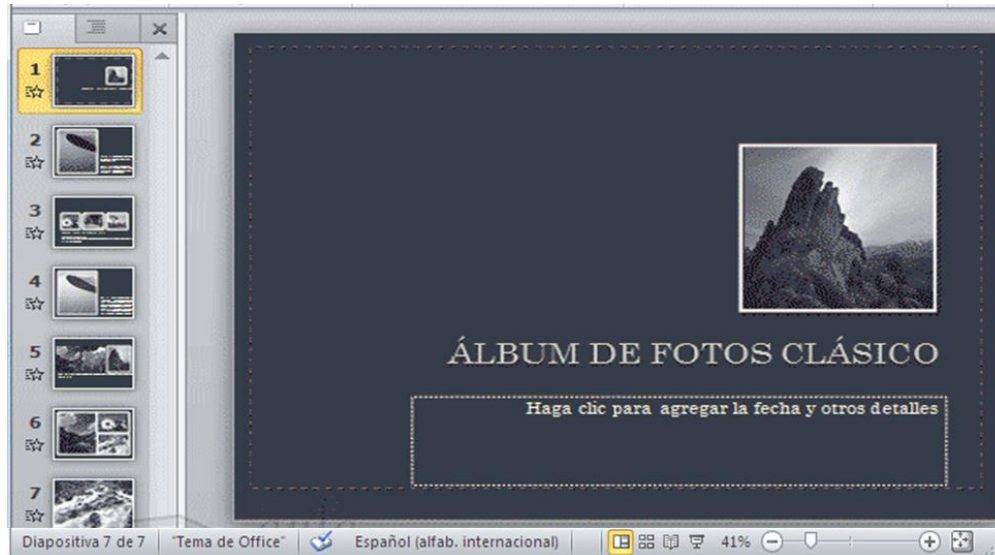 1
2
3
4
5
6
7
ÁLBUM DE FOTOS CLÁSICO
Haga clic para agregar la fecha y otros detalles
Diapositiva 7 de 7
"Tema de Office"
Español (alfab. internacional)
41%